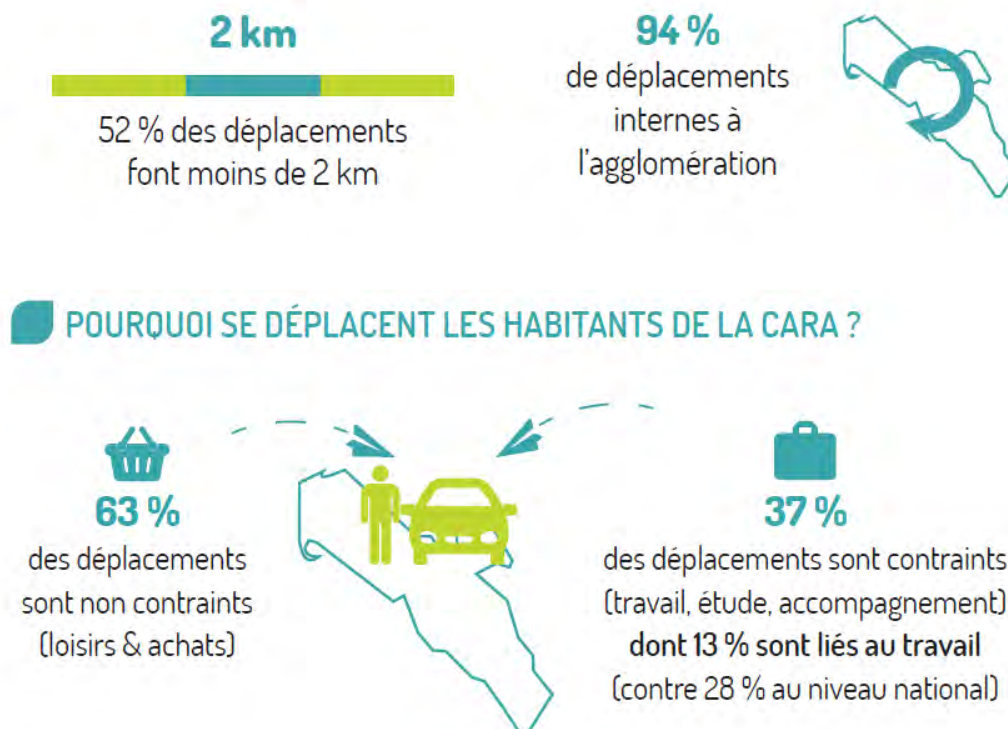 2 km
52 % des déplacements
font moins de 2 km
94 %
de déplacements
internes à
l'agglomération
POURQUOI SE DÉPLACENT LES HABITANTS DE LA CARA ?
63 %
des déplacements
sont non contraints
(loisirs & achats)
37 %
des déplacements sont contraints
(travail, étude, accompagnement)
dont 13 % sont liés au travail
(contre 28 % au niveau national)